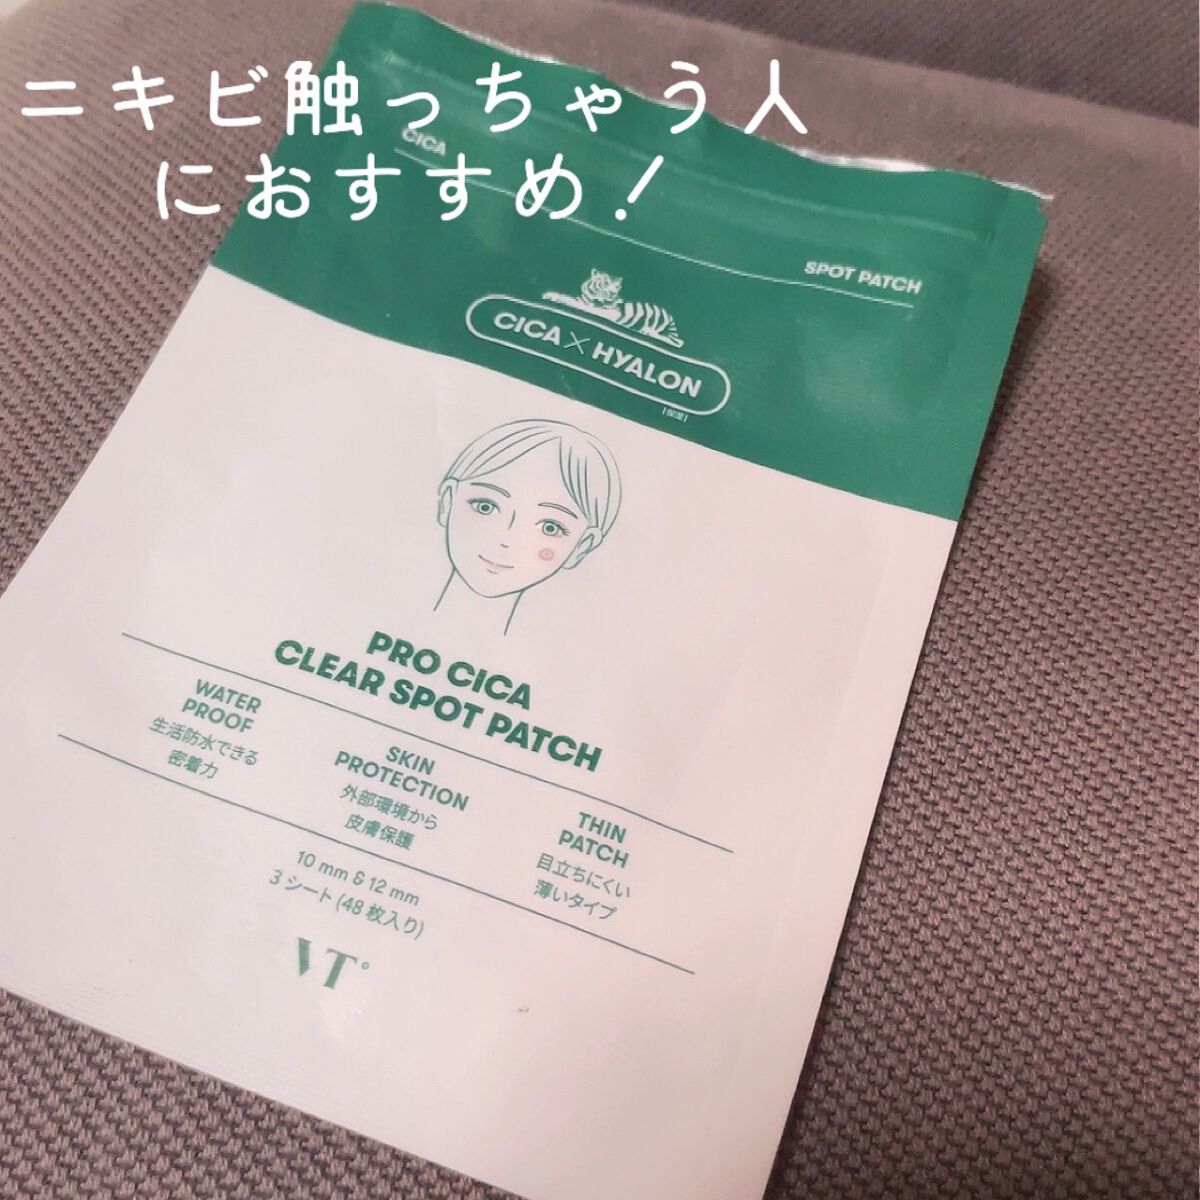 ニキビ触っちゃう人
におすすめ！
CICA
SPOT PATCH
CICA×HYALON
[保湿]
PRO CICA
CLEAR SPOT PATCH
WATER
PROOF
生活防水できる
密着力
SKIN
PROTECTION
外部環境から
皮膚保護
THIN
PATCH
目立ちにくい
薄いタイプ
10 mm & 12 mm
3 シート (48 枚入り)
VT